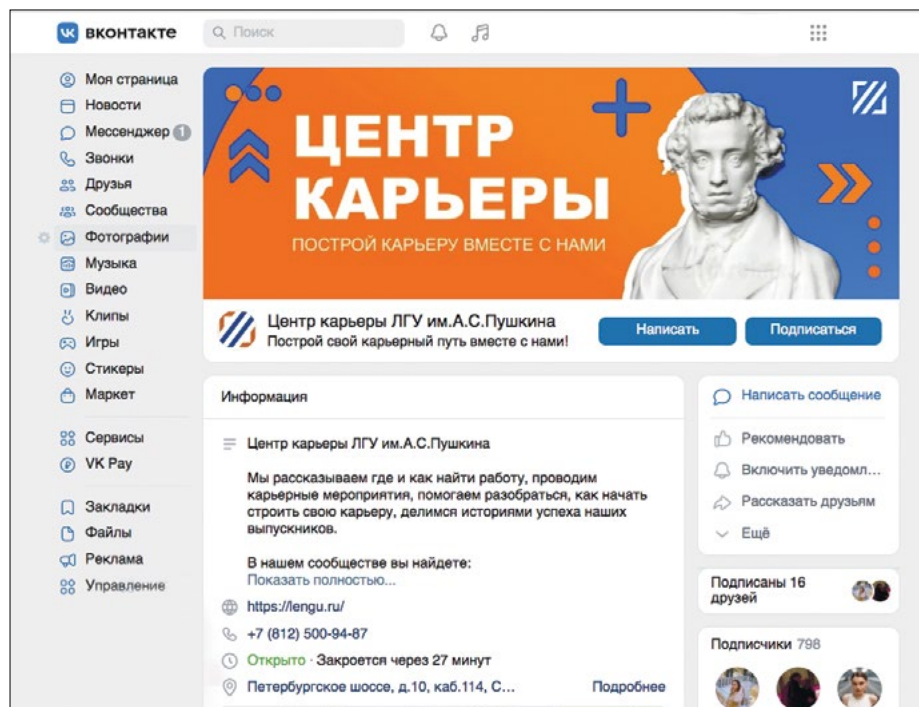 вконтакте
Поиск
Моя страница
Новости
Мессенджер 1
Звонки
Друзья
Сообщества
Фотографии
Музыка
Видео
Клипы
Игры
Стикеры
Маркет
Сервисы
VK Pay
Закладки
Файлы
Реклама
Управление
ЦЕНТР
КАРЬЕРЫ
ПОСТРОЙ КАРЬЕРУ ВМЕСТЕ С НАМИ
Центр карьеры ЛГУ им.А.С.Пушкина
Построй свой карьерный путь вместе с нами!
Написать
Подписаться
Информация
Центр карьеры ЛГУ им.А.С.Пушкина
Мы рассказываем где и как найти работу, проводим
карьерные мероприятия, помогаем разобраться, как начать
строить свою карьеру, делимся историями успеха наших
выпускников.
В нашем сообществе вы найдете:
Показать полностью...
https://lengu.ru/
+7 (812) 500-94-87
Открыто · Закроется через 27 минут
Петербургское шоссе, д.10, каб.114, С...
Подробнее
Написать сообщение
Рекомендовать
Включить уведомл...
Рассказать друзьям
Ещё
Подписаны 16
друзей
Подписчики 798